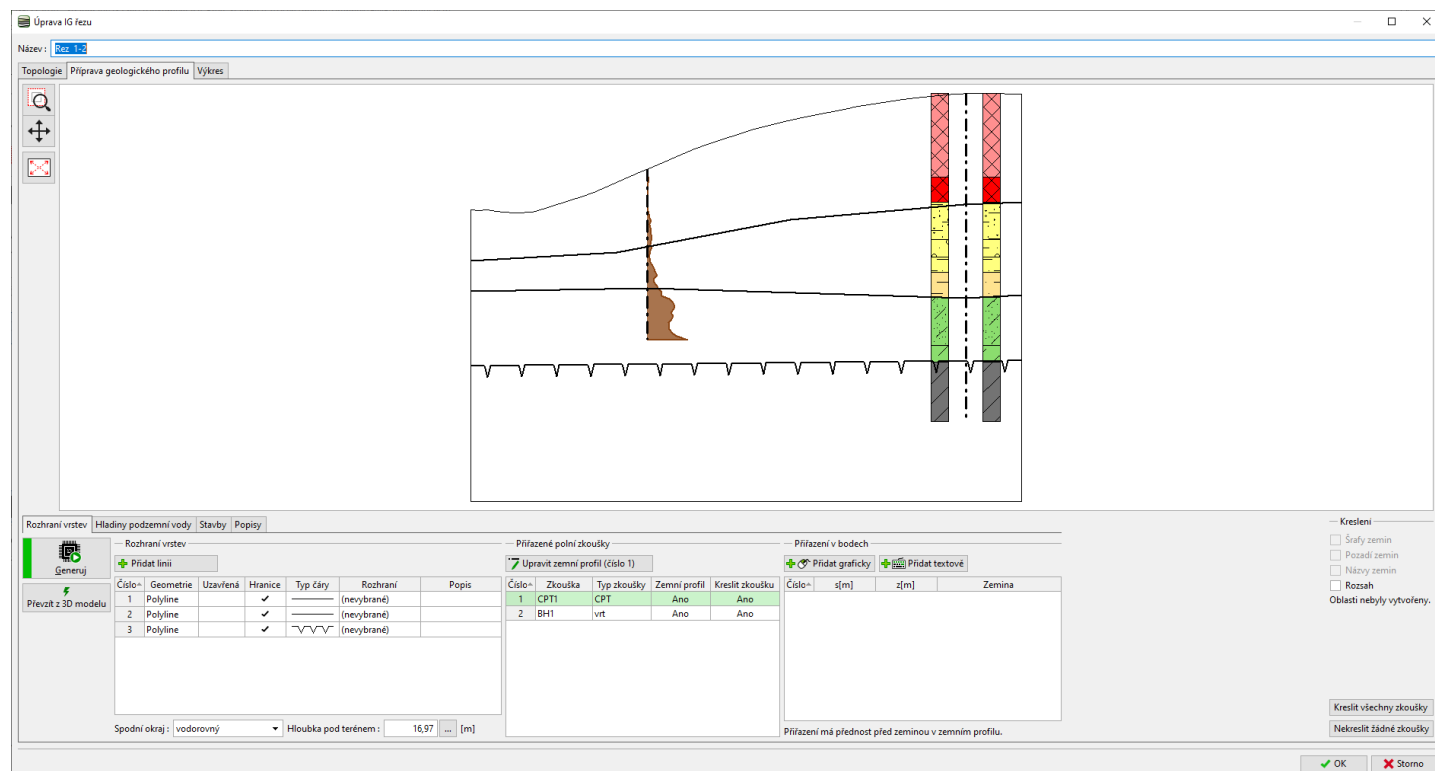 Úprava IG řezu
Název : Rez 1-2
Topologie Příprava geologického profilu Výkres
Rozhraní vrstev Hladiny podzemní vody Stavby Popisy
Generuj
Převzít z 3D modelu
Rozhraní vrstev
Přidat linii
Číslo Geometrie Uzavřená Hranice Typ čáry Rozhraní Popis
1 Polyline (nevybrané)
2 Polyline (nevybrané)
3 Polyline (nevybrané)
Spodní okraj : vodorovný Hloubka pod terénem : 16,97 ... [m]
Přiřazené polní zkoušky
Upravit zemní profil (číslo 1)
Číslo Zkouška Typ zkoušky Zemní profil Kreslit zkoušku
1 CPT1 CPT Ano Ano
2 BH1 vrt Ano Ano
Přiřazení v bodech
Přidat graficky Přidat textově
Číslo s[m] z[m] Zemina
Přiřazení má přednost před zeminou v zemním profilu.
Kreslení
Šrafy zemin
Pozadí zemin
Názvy zemin
Rozsah
Oblasti nebyly vytvořeny.
Kreslit všechny zkoušky
Nekreslit žádné zkoušky
OK Storno